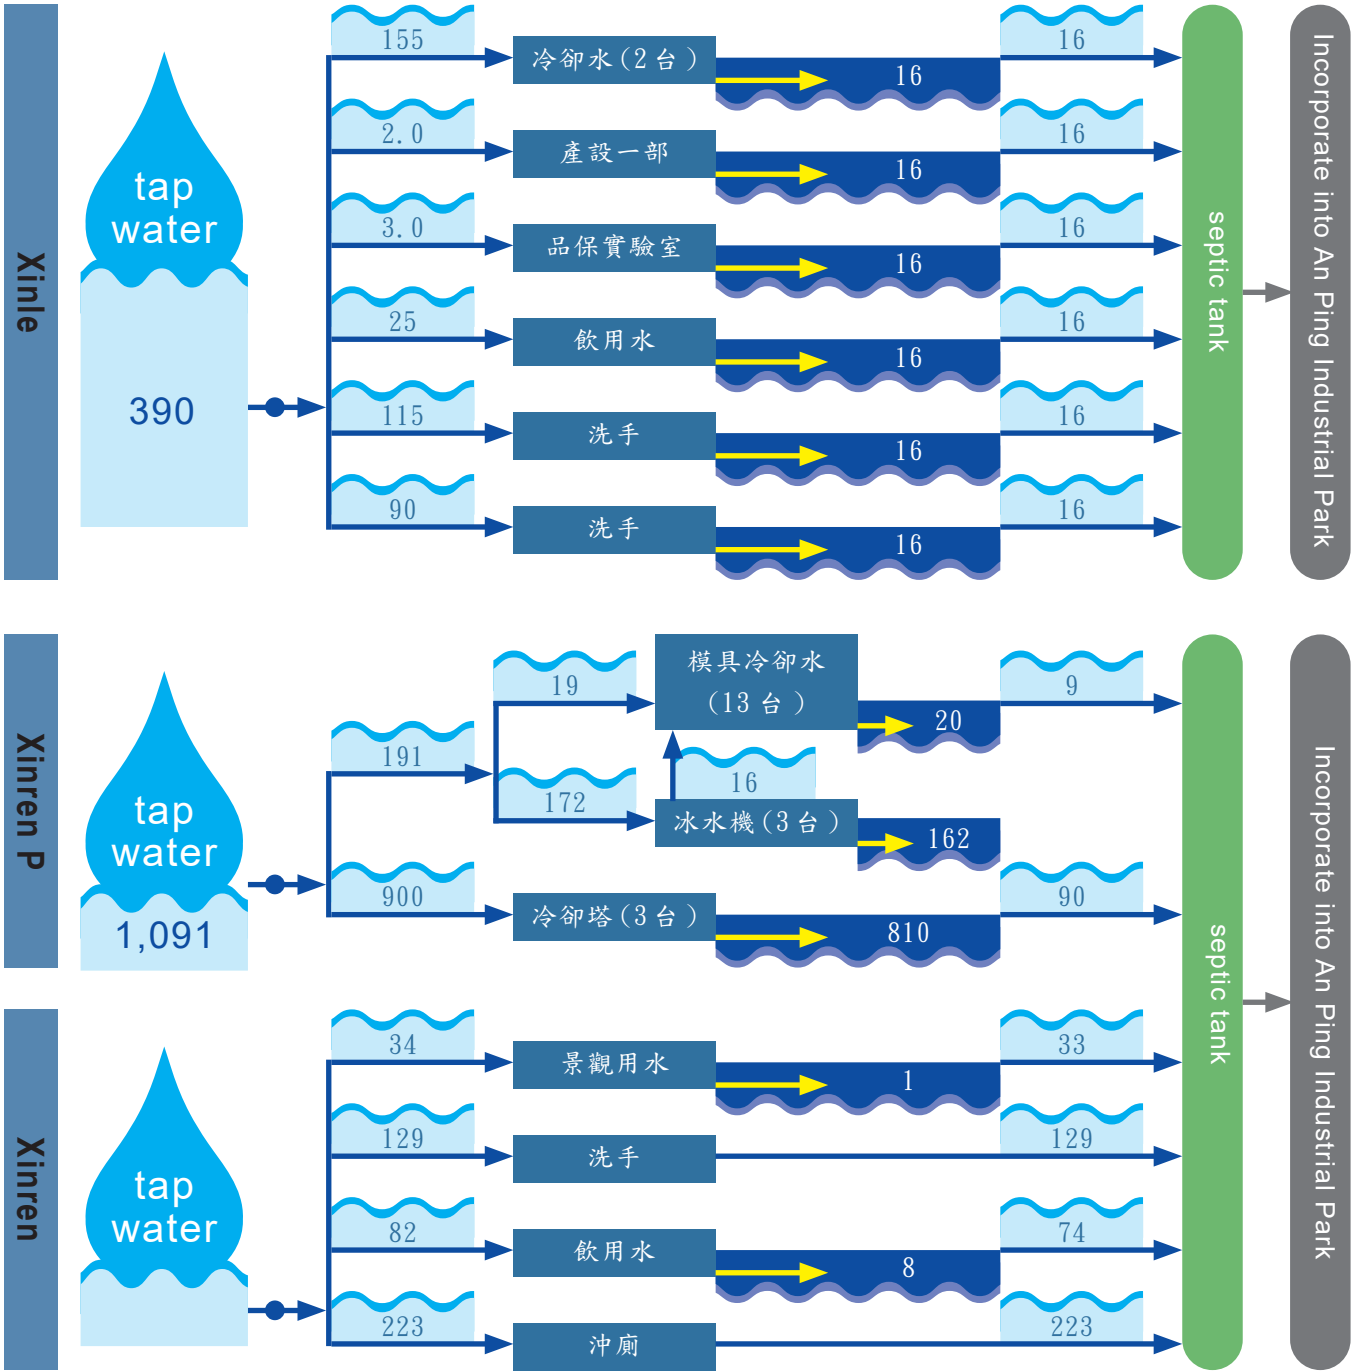 Xinle
tap
water
390
155
冷卻水(2台)
16
16
2.0
產設一部
16
16
3.0
品保實驗室
16
16
25
飲用水
16
16
115
洗手
16
16
90
洗手
16
16
septic tank
Incorporate into An Ping Industrial Park
Xinren P
tap
water
1,091
191
19
模具冷卻水
(13台)
20
9
172
16
冰水機(3台)
162
900
冷卻塔(3台)
810
90
Xinren
tap
water
34
景觀用水
1
33
129
洗手
129
82
飲用水
8
74
223
沖廁
223
septic tank
Incorporate into An Ping Industrial Park